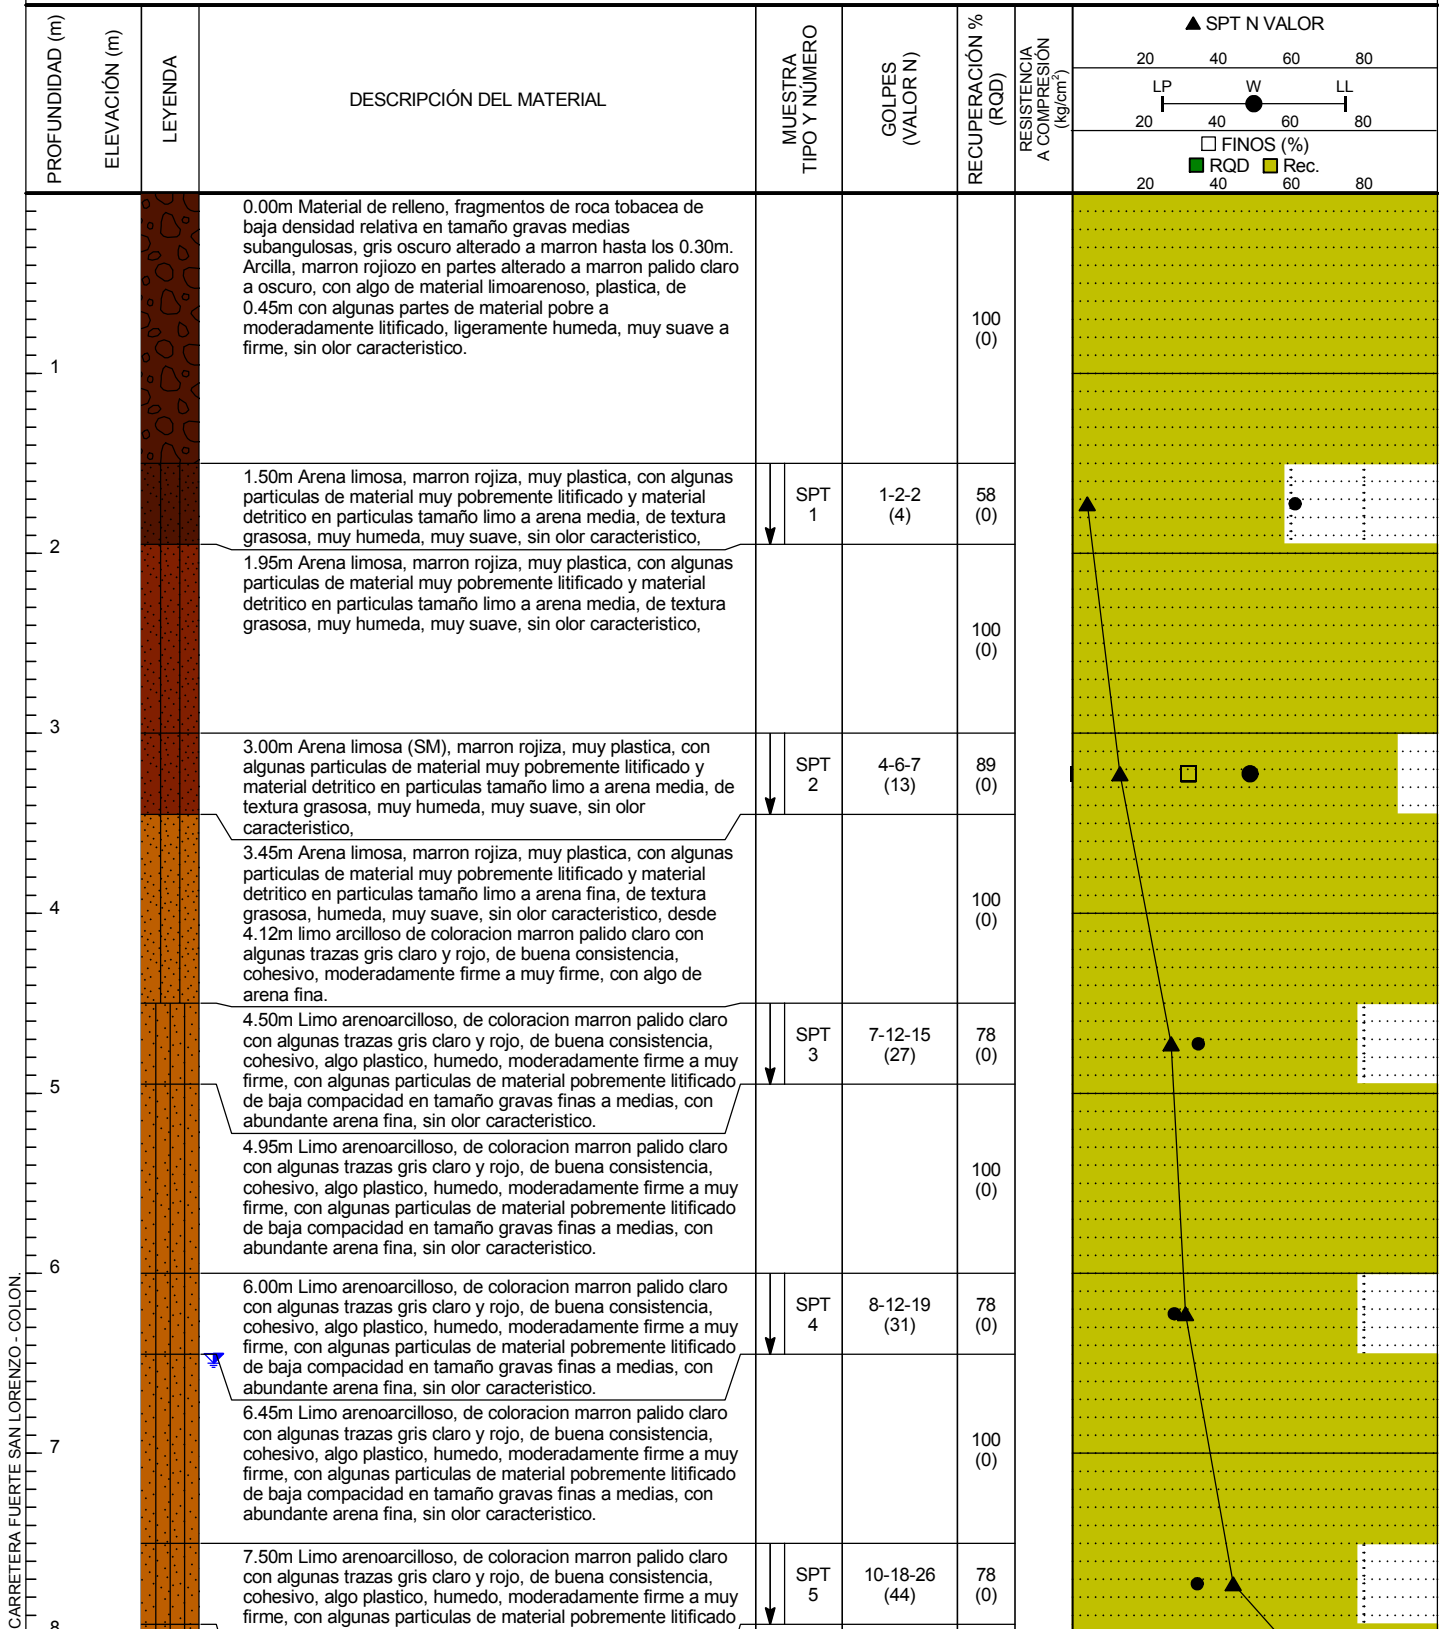 PROFUNDIDAD (m)
ELEVACIÓN (m)
LEYENDA
DESCRIPCIÓN DEL MATERIAL
MUESTRA
TIPO Y NÚMERO
GOLPES
(VALOR N)
RECUPERACIÓN %
(RQD)
RESISTENCIA
A COMPRESIÓN
(kg/cm²)
▲ SPT N VALOR
20 40 60 80
LP W LL
20 40 60 80
□ FINOS (%)
RQD Rec.
20 40 60 80
0.00m Material de relleno, fragmentos de roca tobacea de
baja densidad relativa en tamaño gravas medias
subangulosas, gris oscuro alterado a marron hasta los 0.30m.
Arcilla, marron rojiozo en partes alterado a marron palido claro
a oscuro, con algo de material limoarenoso, plastica, de
0.45m con algunas partes de material pobre a
moderadamente litificado, ligeramente humeda, muy suave a
firme, sin olor caracteristico.
100
(0)
1
1.50m Arena limosa, marron rojiza, muy plastica, con algunas
particulas de material muy pobremente litificado y material
detritico en particulas tamaño limo a arena media, de textura
grasosa, muy humeda, muy suave, sin olor caracteristico,
SPT
1
1-2-2
(4)
58
(0)
2
1.95m Arena limosa, marron rojiza, muy plastica, con algunas
particulas de material muy pobremente litificado y material
detritico en particulas tamaño limo a arena media, de textura
grasosa, muy humeda, muy suave, sin olor caracteristico,
100
(0)
3
3.00m Arena limosa (SM), marron rojiza, muy plastica, con
algunas particulas de material muy pobremente litificado y
material detritico en particulas tamaño limo a arena media, de
textura grasosa, muy humeda, muy suave, sin olor
caracteristico,
SPT
2
4-6-7
(13)
89
(0)
3.45m Arena limosa, marron rojiza, muy plastica, con algunas
particulas de material muy pobremente litificado y material
detritico en particulas tamaño limo a arena fina, de textura
grasosa, humeda, muy suave, sin olor caracteristico, desde
4.12m limo arcilloso de coloracion marron palido claro con
algunas trazas gris claro y rojo, de buena consistencia,
cohesivo, moderadamente firme a muy firme, con algo de
arena fina.
100
(0)
4
4.50m Limo arenoarcilloso, de coloracion marron palido claro
con algunas trazas gris claro y rojo, de buena consistencia,
cohesivo, algo plastico, humedo, moderadamente firme a muy
firme, con algunas particulas de material pobremente litificado
de baja compacidad en tamaño gravas finas a medias, con
abundante arena fina, sin olor caracteristico.
SPT
3
7-12-15
(27)
78
(0)
5
4.95m Limo arenoarcilloso, de coloracion marron palido claro
con algunas trazas gris claro y rojo, de buena consistencia,
cohesivo, algo plastico, humedo, moderadamente firme a muy
firme, con algunas particulas de material pobremente litificado
de baja compacidad en tamaño gravas finas a medias, con
abundante arena fina, sin olor caracteristico.
100
(0)
6
6.00m Limo arenoarcilloso, de coloracion marron palido claro
con algunas trazas gris claro y rojo, de buena consistencia,
cohesivo, algo plastico, humedo, moderadamente firme a muy
firme, con algunas particulas de material pobremente litificado
de baja compacidad en tamaño gravas finas a medias, con
abundante arena fina, sin olor caracteristico.
SPT
4
8-12-19
(31)
78
(0)
6.45m Limo arenoarcilloso, de coloracion marron palido claro
con algunas trazas gris claro y rojo, de buena consistencia,
cohesivo, algo plastico, humedo, moderadamente firme a muy
firme, con algunas particulas de material pobremente litificado
de baja compacidad en tamaño gravas finas a medias, con
abundante arena fina, sin olor caracteristico.
100
(0)
7
7.50m Limo arenoarcilloso, de coloracion marron palido claro
con algunas trazas gris claro y rojo, de buena consistencia,
cohesivo, algo plastico, humedo, moderadamente firme a muy
firme, con algunas particulas de material pobremente litificado
SPT
5
10-18-26
(44)
78
(0)
8
CARRETERA FUERTE SAN LORENZO - COLON.